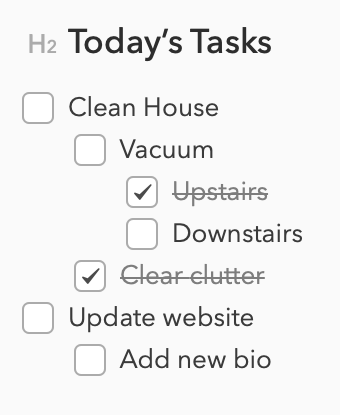 H2 Today’s Tasks
Clean House
Vacuum
Upstairs
Downstairs
Clear clutter
Update website
Add new bio